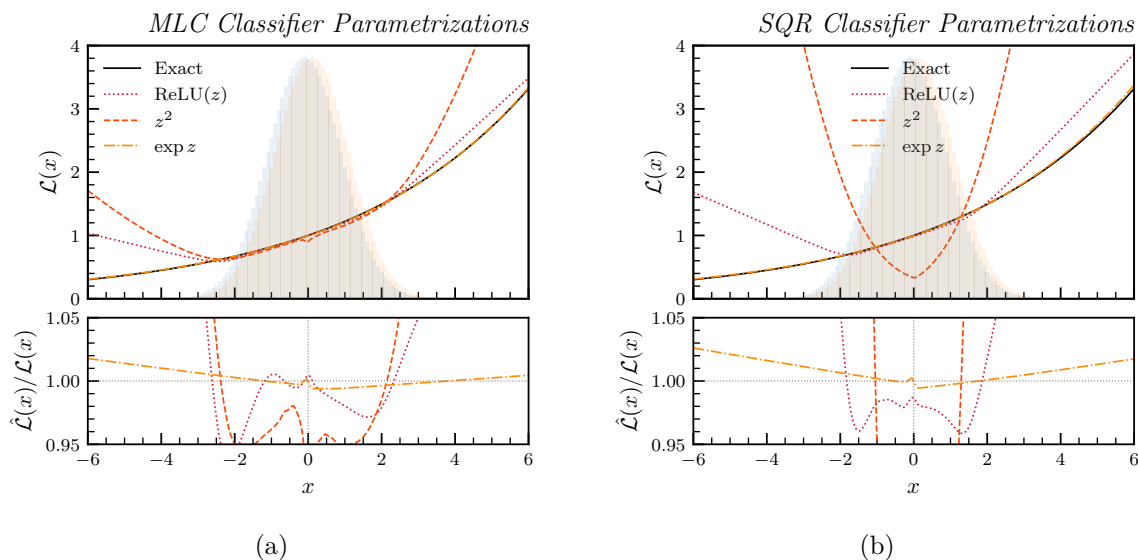 MLC Classifier Parametrizations
4
3
2
1
0
ℒ(x)
Exact
ReLU(z)
z²
exp z
1.05
1.00
0.95
ℒ̂(x)/ℒ(x)
−6 −4 −2 0 2 4 6
x
(a)
SQR Classifier Parametrizations
4
3
2
1
0
ℒ(x)
Exact
ReLU(z)
z²
exp z
1.05
1.00
0.95
ℒ̂(x)/ℒ(x)
−6 −4 −2 0 2 4 6
x
(b)